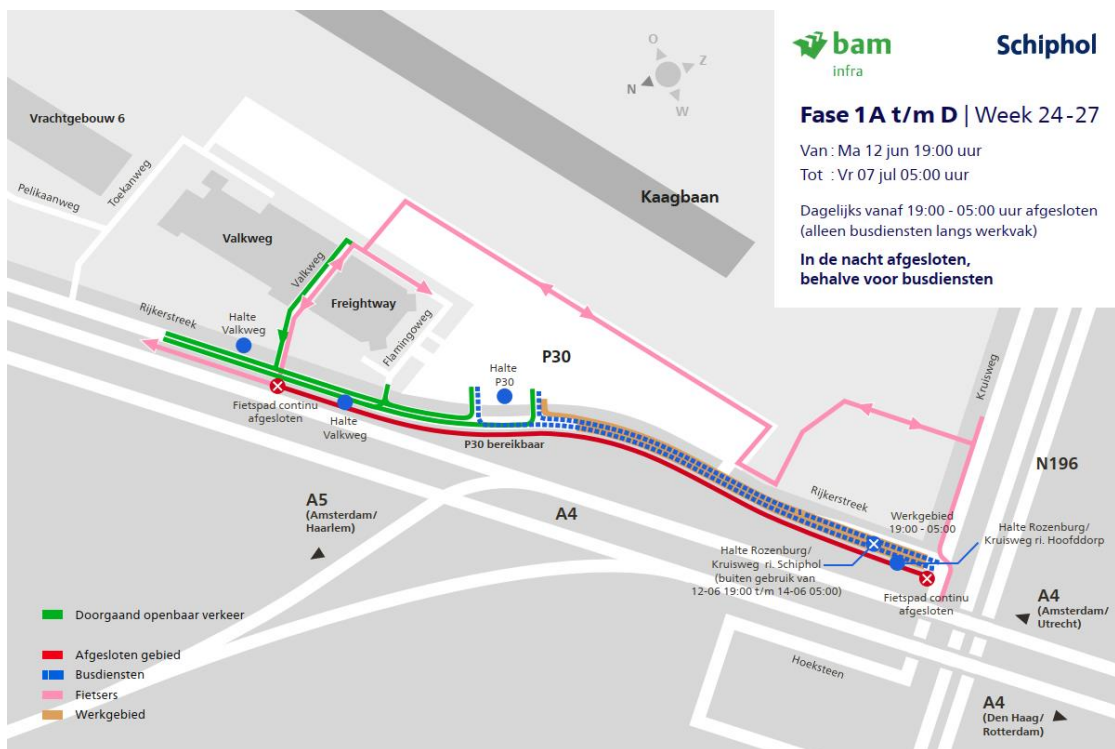 bam
infra
Schiphol
Fase 1A t/m D | Week 24-27
Van : Ma 12 jun 19:00 uur
Tot : Vr 07 jul 05:00 uur
Dagelijks vanaf 19:00 - 05:00 uur afgesloten
(alleen busdiensten langs werkvak)
In de nacht afgesloten,
behalve voor busdiensten
O
Z
N
W
Vrachtgebouw 6
Toekanweg
Pelikaanweg
Kaagbaan
Valkweg
Valkweg
Freightway
Flamingoweg
Rijkerstreek
Halte
Valkweg
P30
Halte
P30
Kruisweg
Fietspad continu
afgesloten
Halte
Valkweg
P30 bereikbaar
N196
Rijkerstreek
Werkgebied
19:00 - 05:00
Halte Rozenburg/
Kruisweg ri. Hoofddorp
A5
(Amsterdam/
Haarlem)
A4
Halte Rozenburg/
Kruisweg ri. Schiphol
(buiten gebruik van
12-06 19:00 t/m 14-06 05:00)
Fietspad continu
afgesloten
A4
(Amsterdam/
Utrecht)
Hoeksteen
A4
(Den Haag/
Rotterdam)
Doorgaand openbaar verkeer
Afgesloten gebied
Busdiensten
Fietsers
Werkgebied